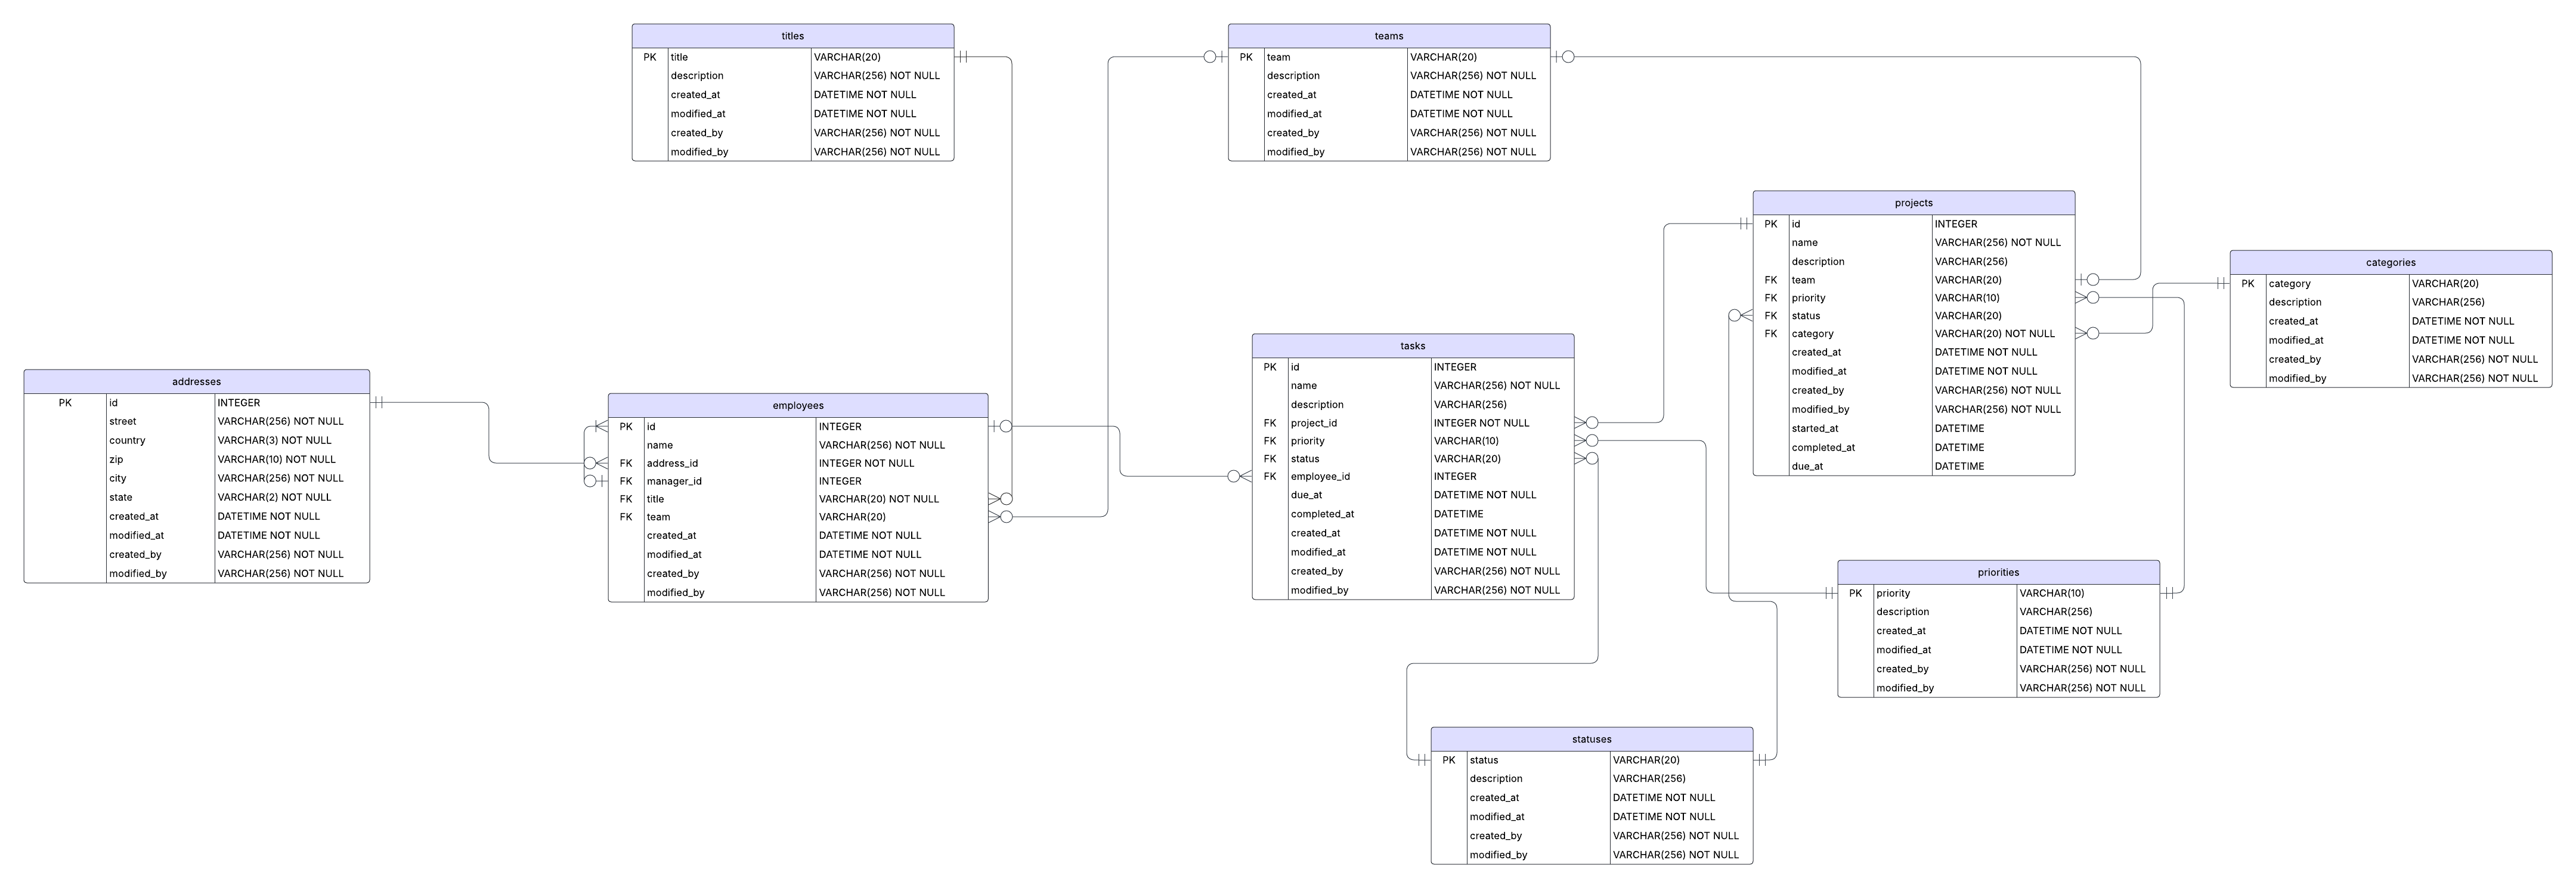 titles
PK title VARCHAR(20)
description VARCHAR(256) NOT NULL
created_at DATETIME NOT NULL
modified_at DATETIME NOT NULL
created_by VARCHAR(256) NOT NULL
modified_by VARCHAR(256) NOT NULL
teams
PK team VARCHAR(20)
description VARCHAR(256) NOT NULL
created_at DATETIME NOT NULL
modified_at DATETIME NOT NULL
created_by VARCHAR(256) NOT NULL
modified_by VARCHAR(256) NOT NULL
projects
PK id INTEGER
name VARCHAR(256) NOT NULL
description VARCHAR(256)
FK team VARCHAR(20)
FK priority VARCHAR(10)
FK status VARCHAR(20)
FK category VARCHAR(20) NOT NULL
created_at DATETIME NOT NULL
modified_at DATETIME NOT NULL
created_by VARCHAR(256) NOT NULL
modified_by VARCHAR(256) NOT NULL
started_at DATETIME
completed_at DATETIME
due_at DATETIME
categories
PK category VARCHAR(20)
description VARCHAR(256)
created_at DATETIME NOT NULL
modified_at DATETIME NOT NULL
created_by VARCHAR(256) NOT NULL
modified_by VARCHAR(256) NOT NULL
addresses
PK id INTEGER
street VARCHAR(256) NOT NULL
country VARCHAR(3) NOT NULL
zip VARCHAR(10) NOT NULL
city VARCHAR(256) NOT NULL
state VARCHAR(2) NOT NULL
created_at DATETIME NOT NULL
modified_at DATETIME NOT NULL
created_by VARCHAR(256) NOT NULL
modified_by VARCHAR(256) NOT NULL
employees
PK id INTEGER
name VARCHAR(256) NOT NULL
FK address_id INTEGER NOT NULL
FK manager_id INTEGER
FK title VARCHAR(20) NOT NULL
FK team VARCHAR(20)
created_at DATETIME NOT NULL
modified_at DATETIME NOT NULL
created_by VARCHAR(256) NOT NULL
modified_by VARCHAR(256) NOT NULL
tasks
PK id INTEGER
name VARCHAR(256) NOT NULL
description VARCHAR(256)
FK project_id INTEGER NOT NULL
FK priority VARCHAR(10)
FK status VARCHAR(20)
FK employee_id INTEGER
due_at DATETIME NOT NULL
completed_at DATETIME
created_at DATETIME NOT NULL
modified_at DATETIME NOT NULL
created_by VARCHAR(256) NOT NULL
modified_by VARCHAR(256) NOT NULL
priorities
PK priority VARCHAR(10)
description VARCHAR(256)
created_at DATETIME NOT NULL
modified_at DATETIME NOT NULL
created_by VARCHAR(256) NOT NULL
modified_by VARCHAR(256) NOT NULL
statuses
PK status VARCHAR(20)
description VARCHAR(256)
created_at DATETIME NOT NULL
modified_at DATETIME NOT NULL
created_by VARCHAR(256) NOT NULL
modified_by VARCHAR(256) NOT NULL